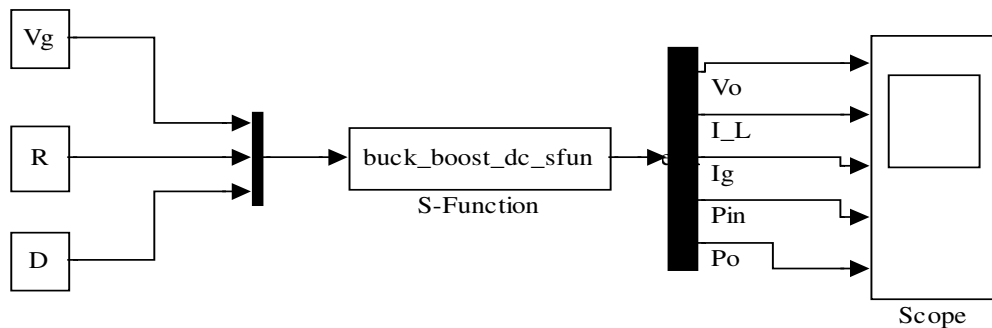 Vg
R
D
buck_boost_dc_sfun
S-Function
Vo
I_L
Ig
Pin
Po
Scope